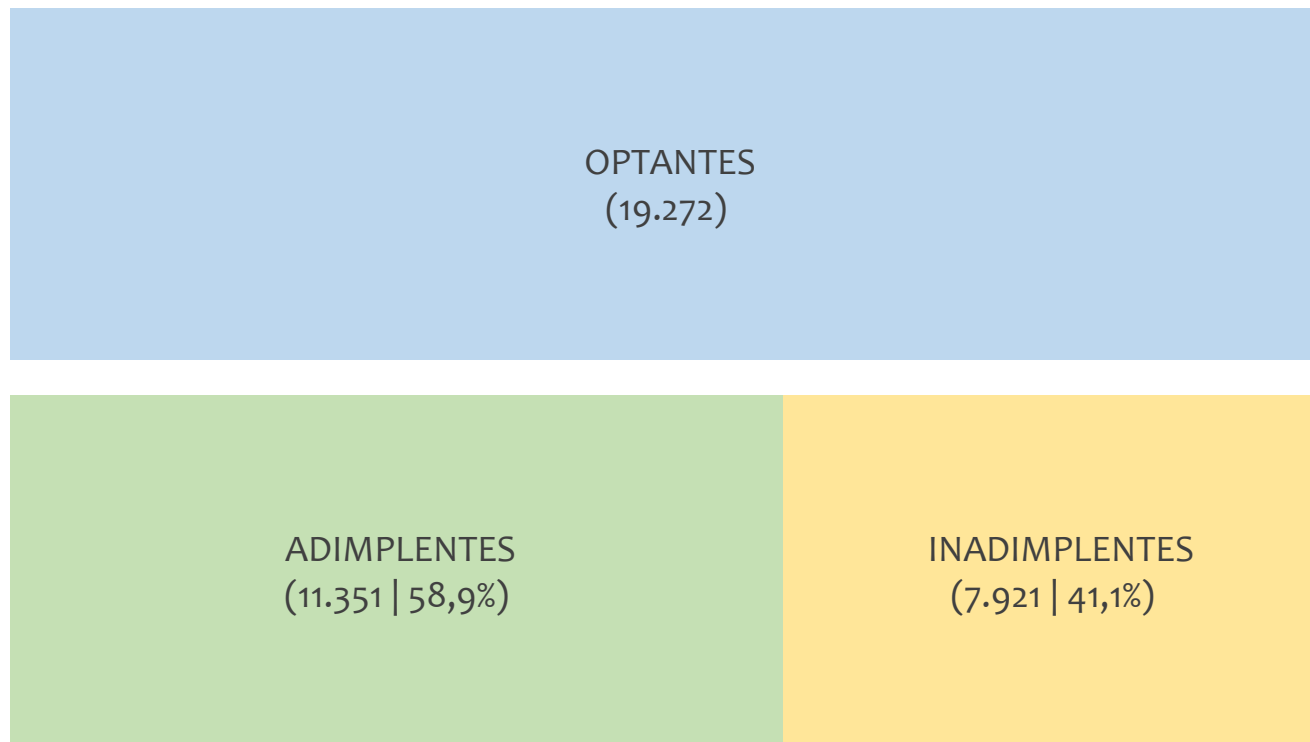 OPTANTES
(19.272)
ADIMPLENTES
(11.351 | 58,9%)
INADIMPLENTES
(7.921 | 41,1%)